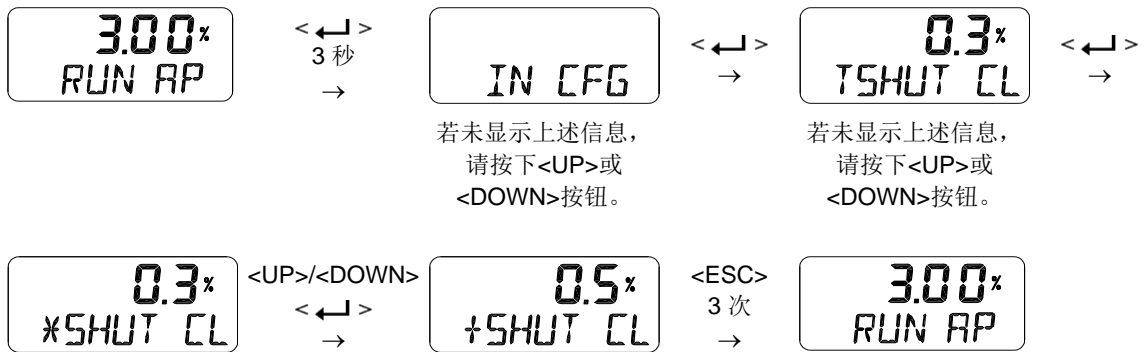 3.00%
RUN AP
<↵>
3 秒
→
IN CFG
<↵>
→
0.3%
TSHUT CL
<↵>
→
若未显示上述信息，
请按下<UP>或
<DOWN>按钮。
若未显示上述信息，
请按下<UP>或
<DOWN>按钮。
0.3%
*SHUT CL
<UP>/<DOWN>
<↵>
→
0.5%
+SHUT CL
<ESC>
3 次
→
3.00%
RUN AP